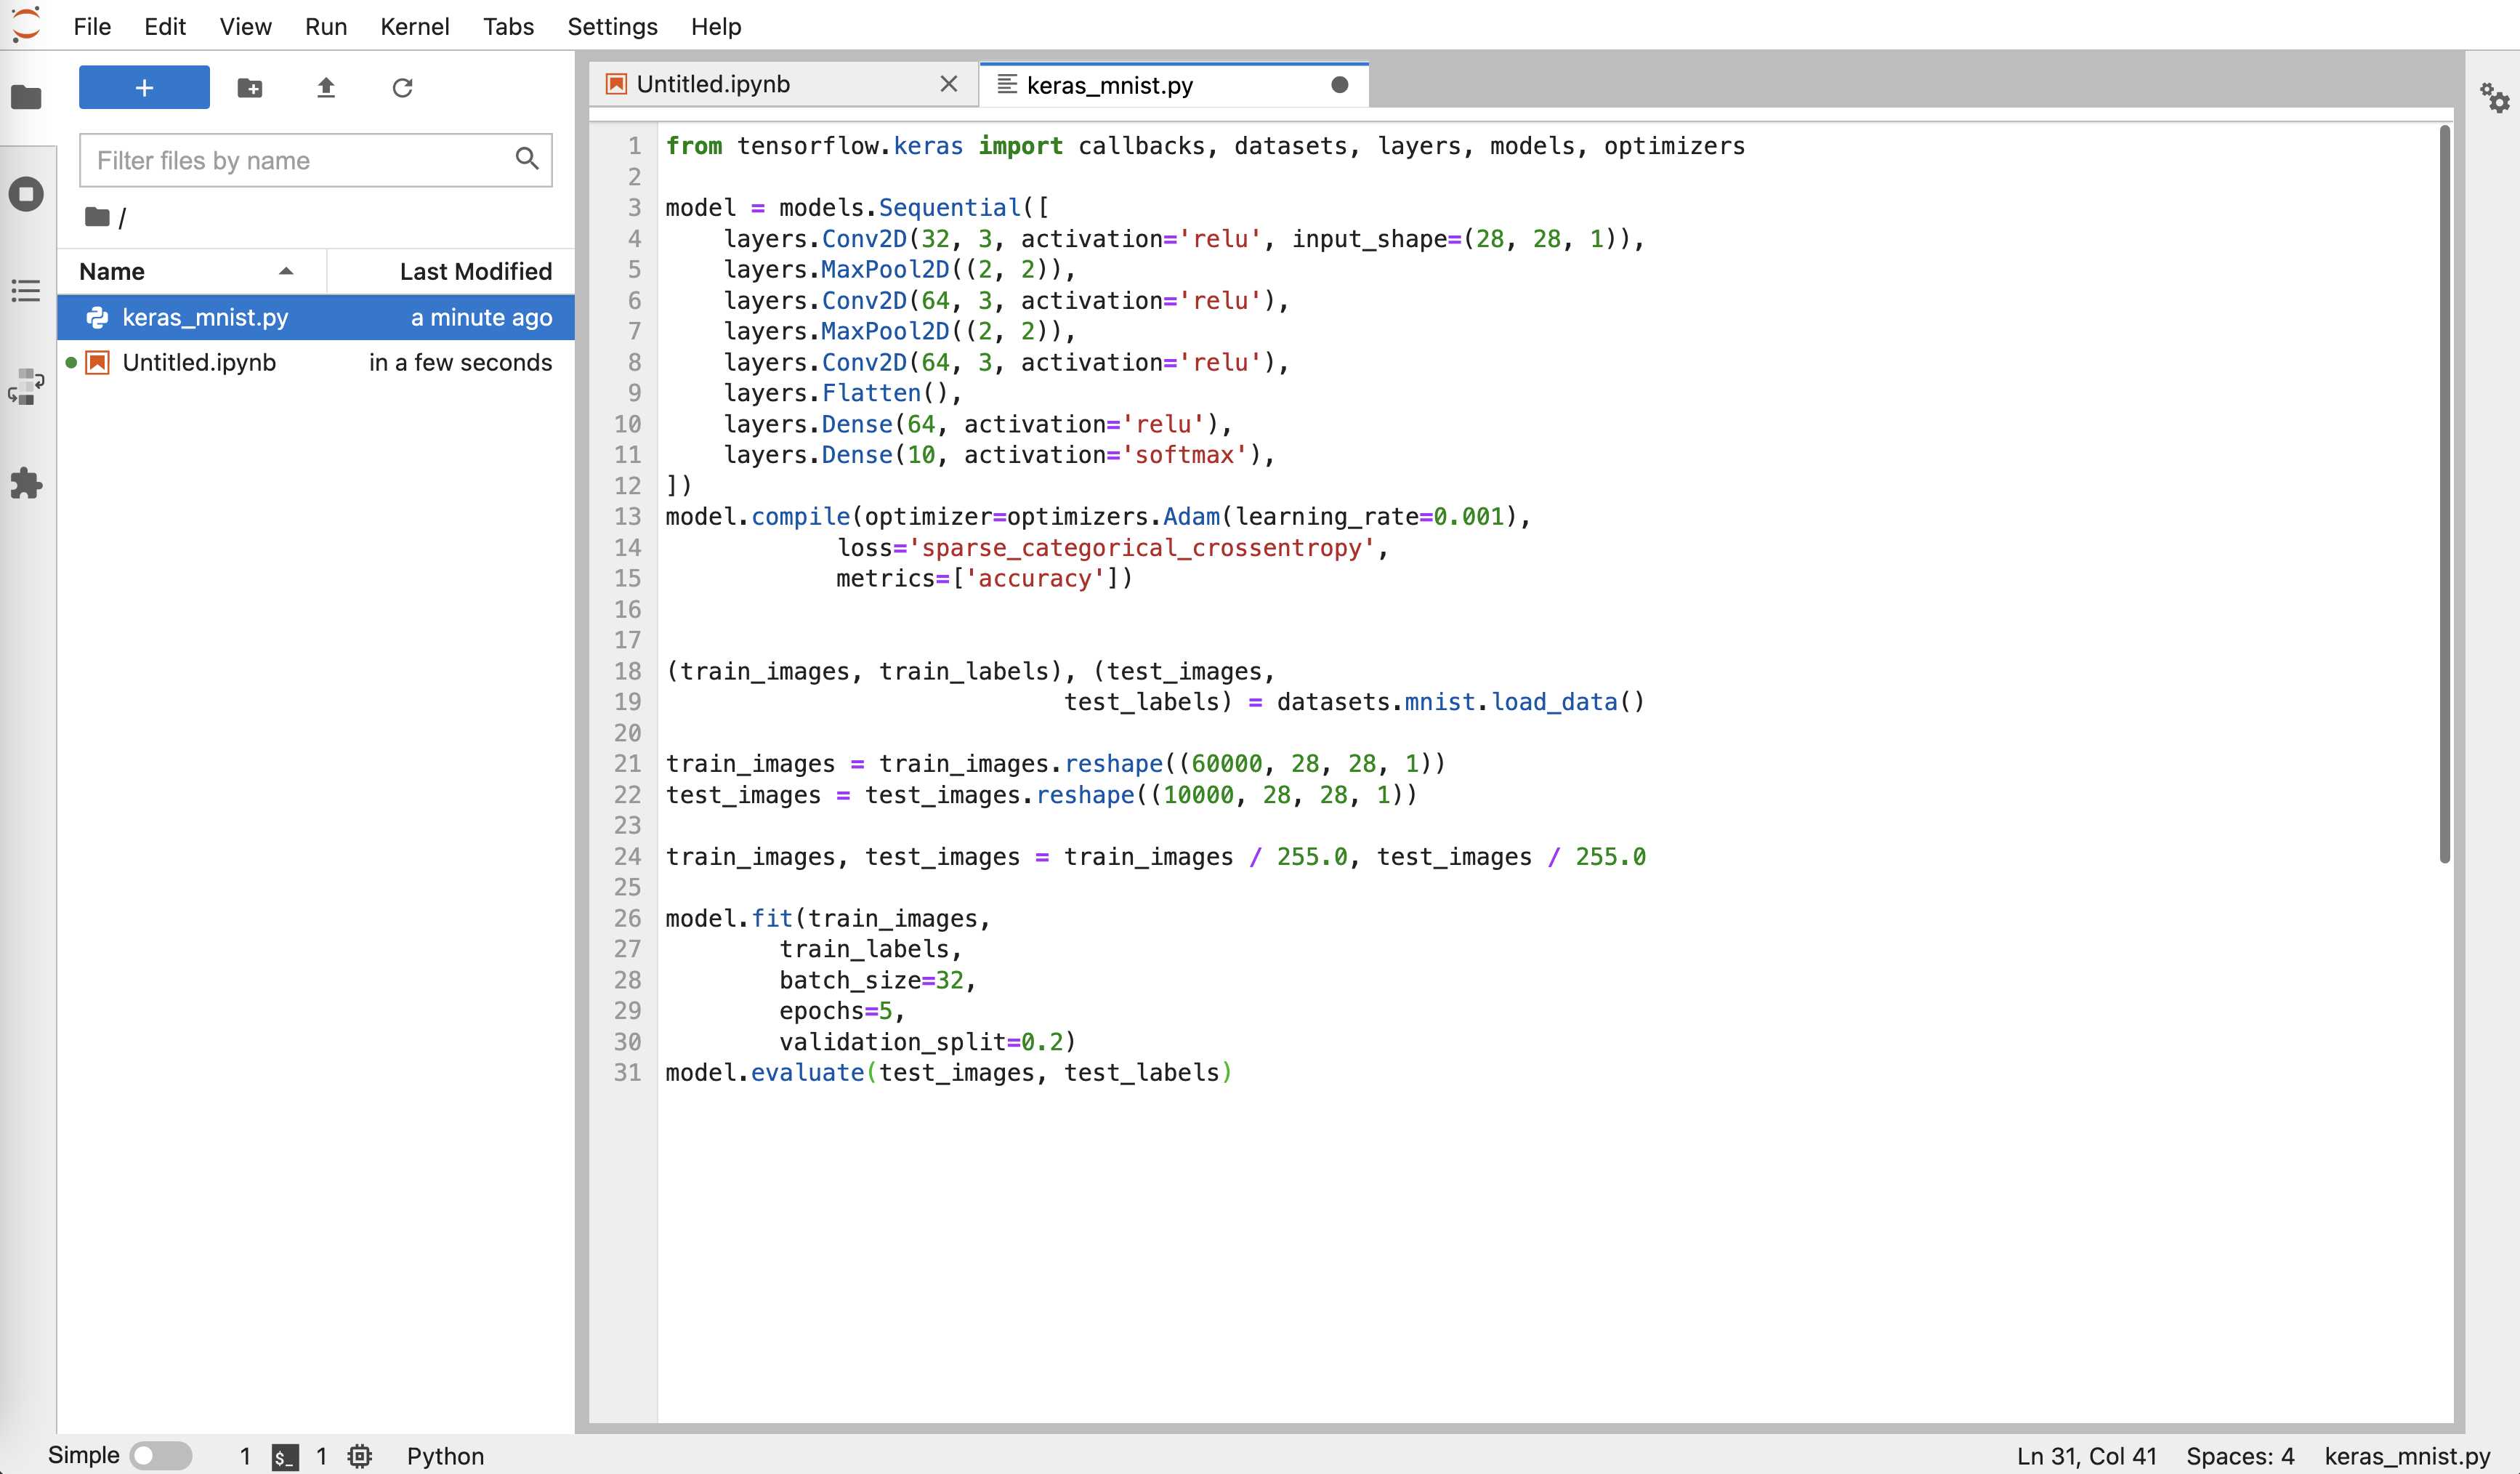 File Edit View Run Kernel Tabs Settings Help
+
Filter files by name
/
Name Last Modified
keras_mnist.py a minute ago
Untitled.ipynb in a few seconds
Untitled.ipynb keras_mnist.py
1 from tensorflow.keras import callbacks, datasets, layers, models, optimizers
2
3 model = models.Sequential([
4     layers.Conv2D(32, 3, activation='relu', input_shape=(28, 28, 1)),
5     layers.MaxPool2D((2, 2)),
6     layers.Conv2D(64, 3, activation='relu'),
7     layers.MaxPool2D((2, 2)),
8     layers.Conv2D(64, 3, activation='relu'),
9     layers.Flatten(),
10     layers.Dense(64, activation='relu'),
11     layers.Dense(10, activation='softmax'),
12 ])
13 model.compile(optimizer=optimizers.Adam(learning_rate=0.001),
14             loss='sparse_categorical_crossentropy',
15             metrics=['accuracy'])
16
17
18 (train_images, train_labels), (test_images,
19                             test_labels) = datasets.mnist.load_data()
20
21 train_images = train_images.reshape((60000, 28, 28, 1))
22 test_images = test_images.reshape((10000, 28, 28, 1))
23
24 train_images, test_images = train_images / 255.0, test_images / 255.0
25
26 model.fit(train_images,
27         train_labels,
28         batch_size=32,
29         epochs=5,
30         validation_split=0.2)
31 model.evaluate(test_images, test_labels)
Simple 1 $_ 1 Python Ln 31, Col 41 Spaces: 4 keras_mnist.py